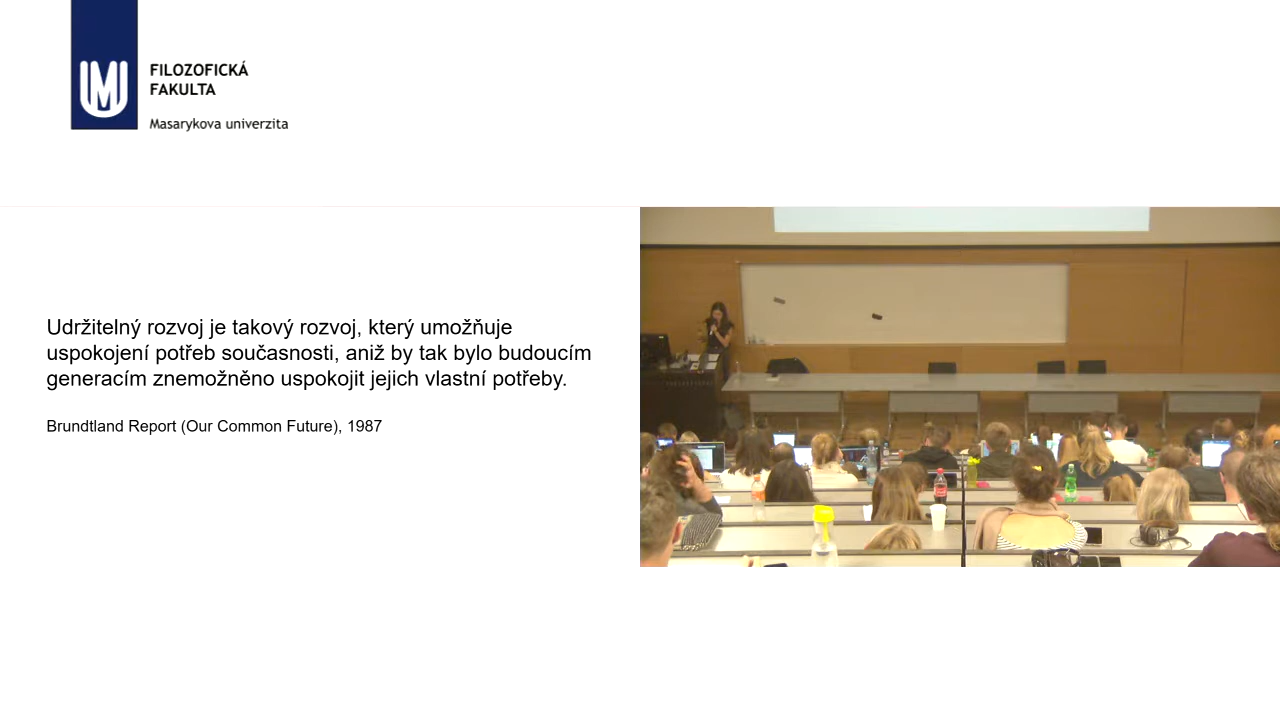 FILOZOFICKÁ
FAKULTA
Masarykova univerzita
Udržitelný rozvoj je takový rozvoj, který umožňuje
uspokojení potřeb současnosti, aniž by tak bylo budoucím
generacím znemožněno uspokojit jejich vlastní potřeby.
Brundtland Report (Our Common Future), 1987